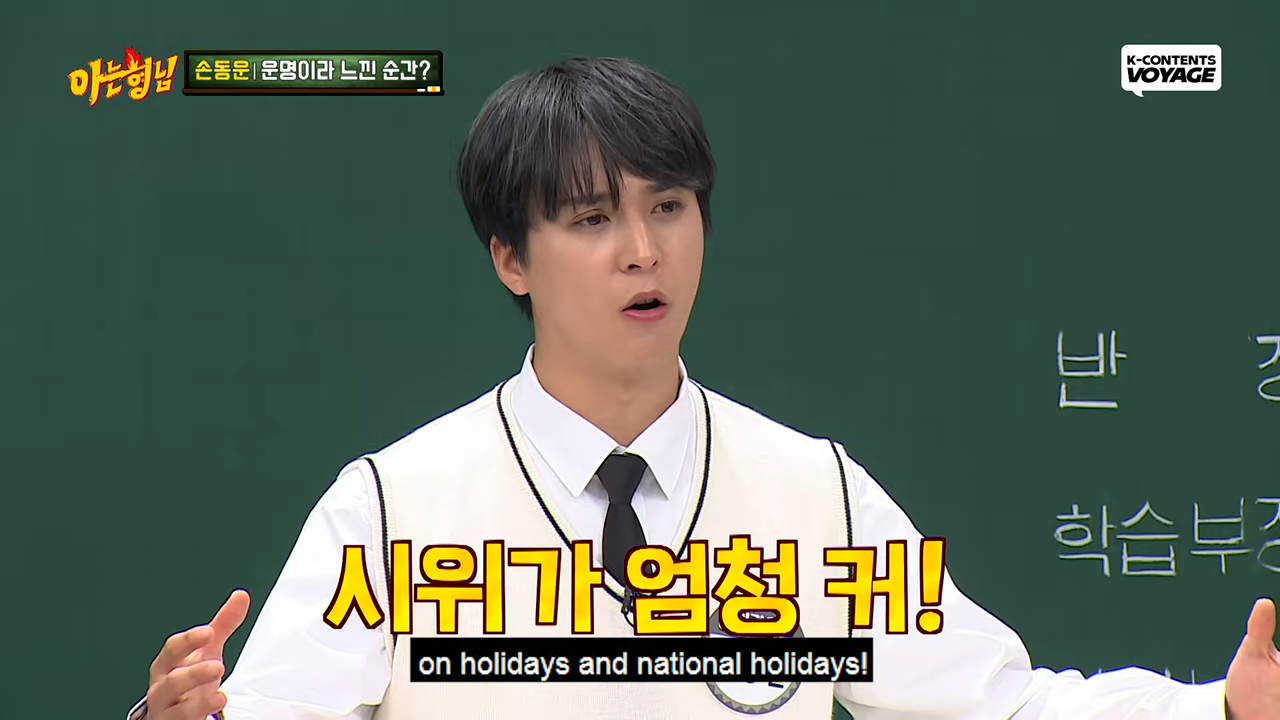 아는형님
손동운 | 운명이라 느낀 순간?
K-CONTENTS
VOYAGE
반
학습부장
시위가 엄청 커!
on holidays and national holidays!